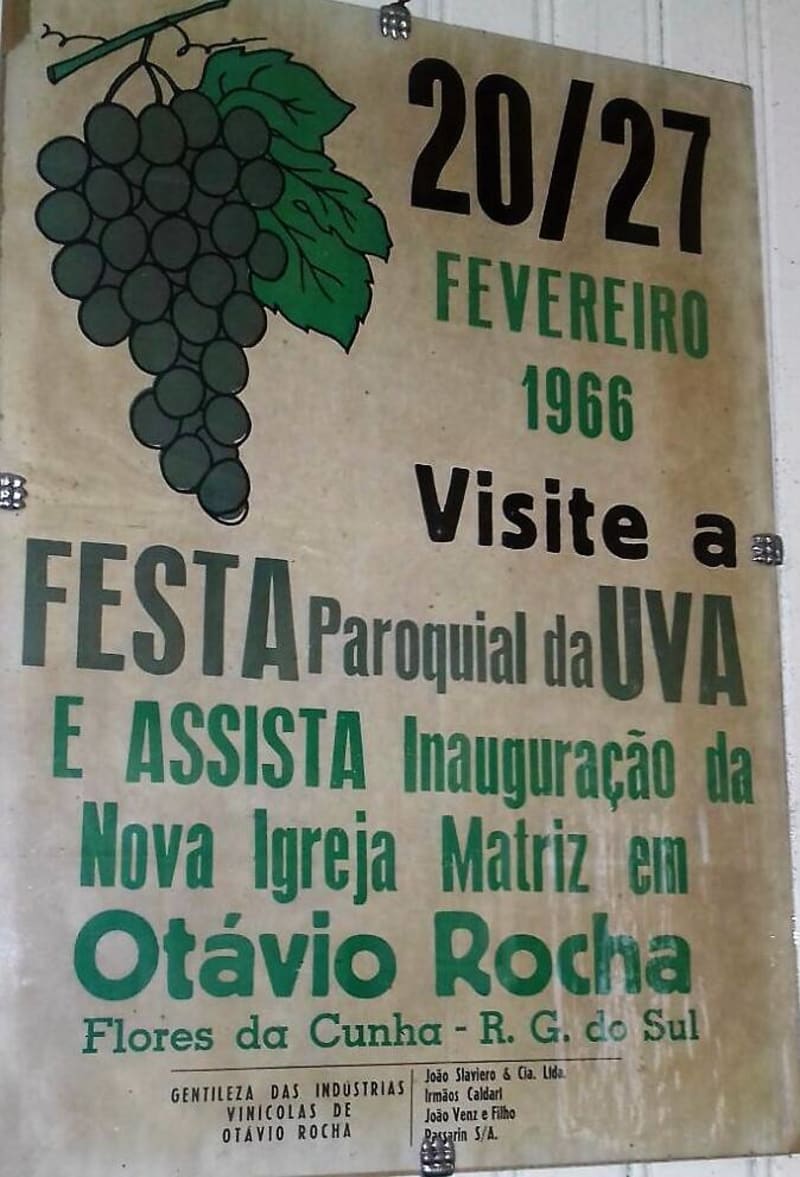 20/27
FEVEREIRO
1966
Visite a
FESTA Paroquial da UVA
E ASSISTA Inauguração da
Nova Igreja Matriz em
Otávio Rocha
Flores da Cunha - R. G. do Sul
GENTILEZA DAS INDÚSTRIAS
VINÍCOLAS DE
OTÁVIO ROCHA
João Slaviero & Cia. Ltda.
Irmãos Caldart
João Venz e Filho
Passarin S/A.